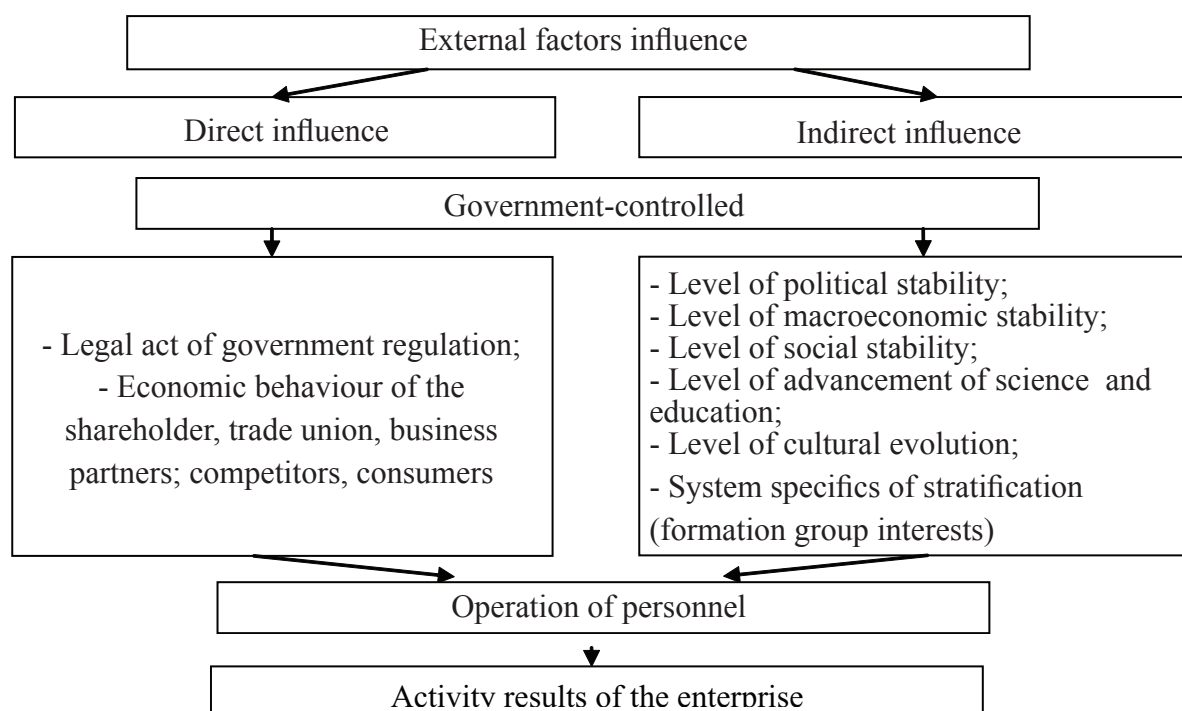 External factors influence
Direct influence
Indirect influence
Government-controlled
- Legal act of government regulation;
- Economic behaviour of the
shareholder, trade union, business
partners; competitors, consumers
- Level of political stability;
- Level of macroeconomic stability;
- Level of social stability;
- Level of advancement of science and
education;
- Level of cultural evolution;
- System specifics of stratification
(formation group interests)
Operation of personnel
Activity results of the enterprise